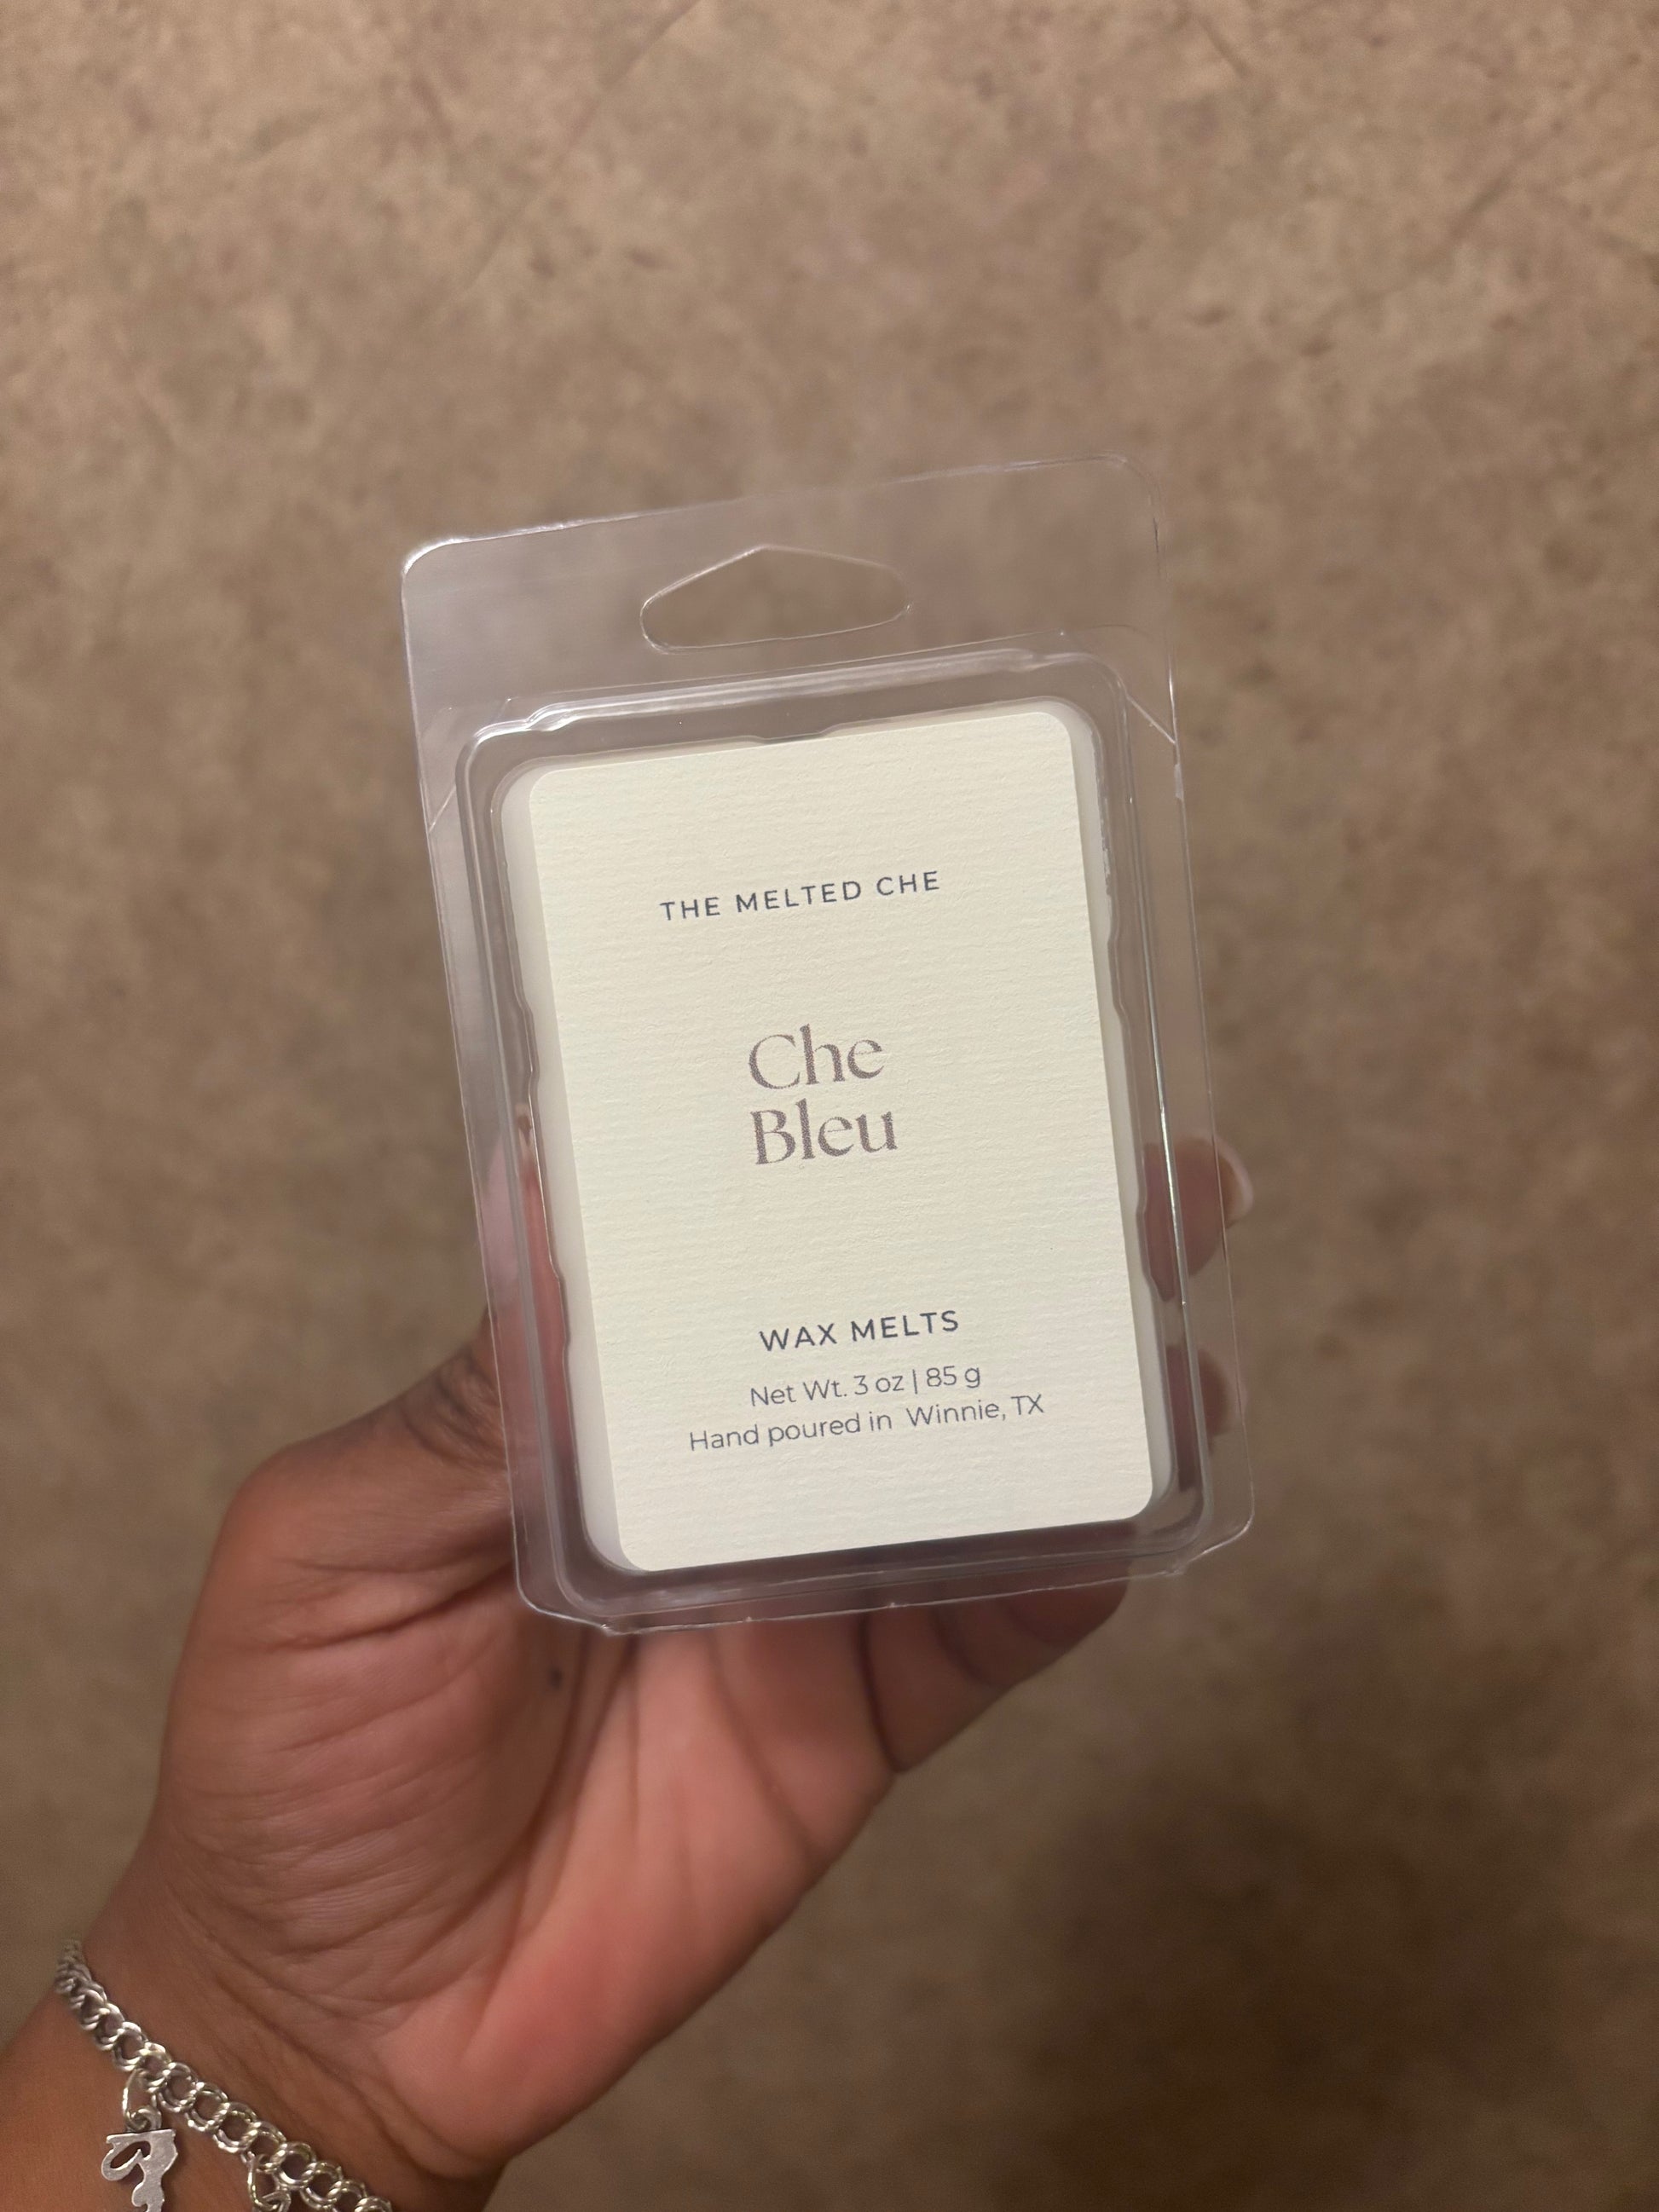 THE MELTED CHE
Che
Bleu
WAX MELTS
Net Wt. 3 oz | 85 g
Hand poured in Winnie, TX